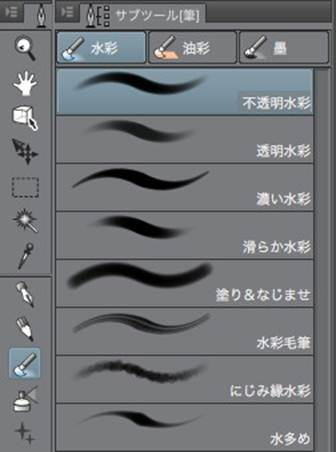 サブツール[筆]
水彩
油彩
墨
不透明水彩
透明水彩
濃い水彩
滑らか水彩
塗り&なじませ
水彩毛筆
にじみ縁水彩
水多め